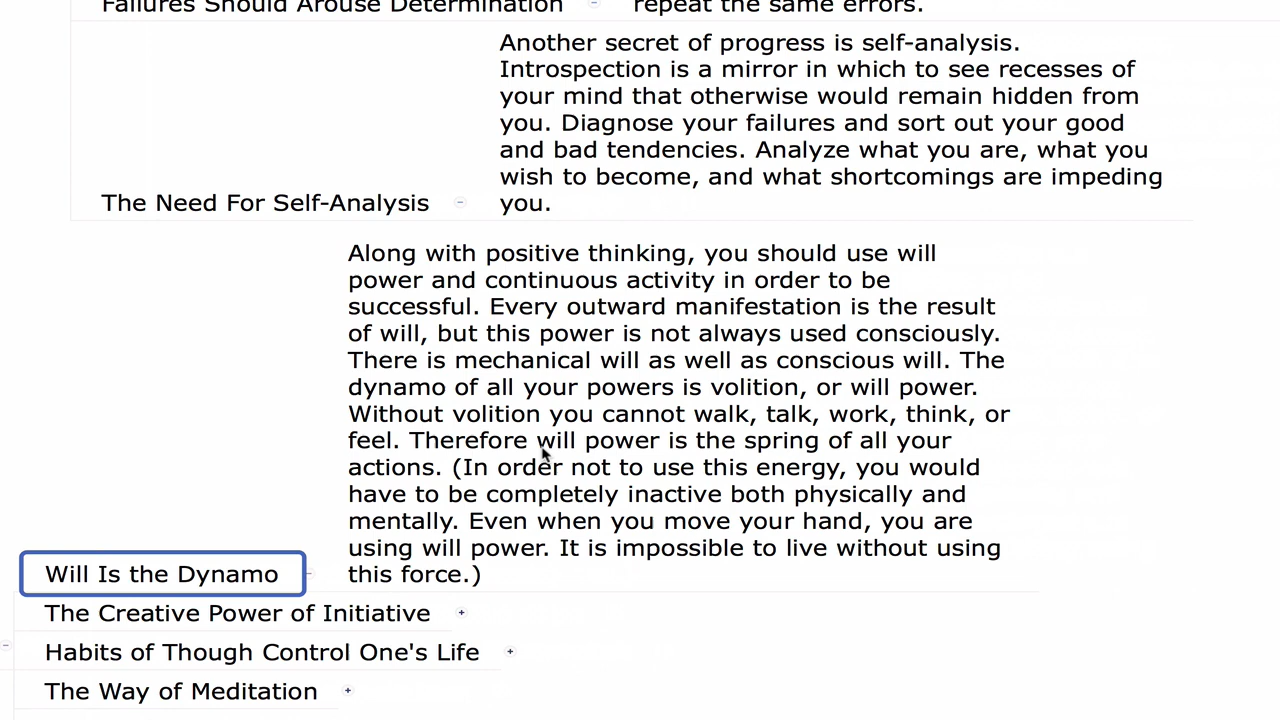 Failures Should Arouse Determination
repeat the same errors.
Another secret of progress is self-analysis.
Introspection is a mirror in which to see recesses of
your mind that otherwise would remain hidden from
you. Diagnose your failures and sort out your good
and bad tendencies. Analyze what you are, what you
wish to become, and what shortcomings are impeding
you.
The Need For Self-Analysis
Along with positive thinking, you should use will
power and continuous activity in order to be
successful. Every outward manifestation is the result
of will, but this power is not always used consciously.
There is mechanical will as well as conscious will. The
dynamo of all your powers is volition, or will power.
Without volition you cannot walk, talk, work, think, or
feel. Therefore will power is the spring of all your
actions. (In order not to use this energy, you would
have to be completely inactive both physically and
mentally. Even when you move your hand, you are
using will power. It is impossible to live without using
this force.)
Will Is the Dynamo
The Creative Power of Initiative
Habits of Though Control One's Life
The Way of Meditation